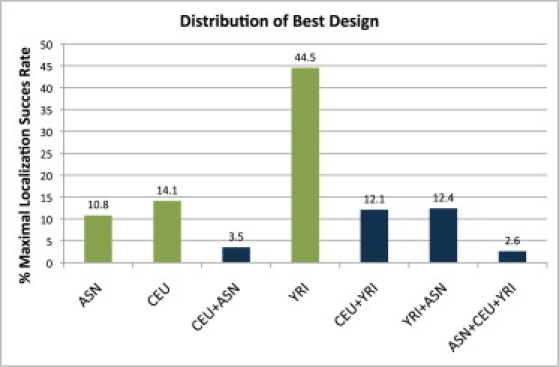 Distribution of Best Design
% Maximal Localization Succes Rate
50
45
40
35
30
25
20
15
10
5
0
10.8
14.1
3.5
44.5
12.1
12.4
2.6
ASN
CEU
CEU+ASN
YRI
CEU+YRI
YRI+ASN
ASN+CEU+YRI